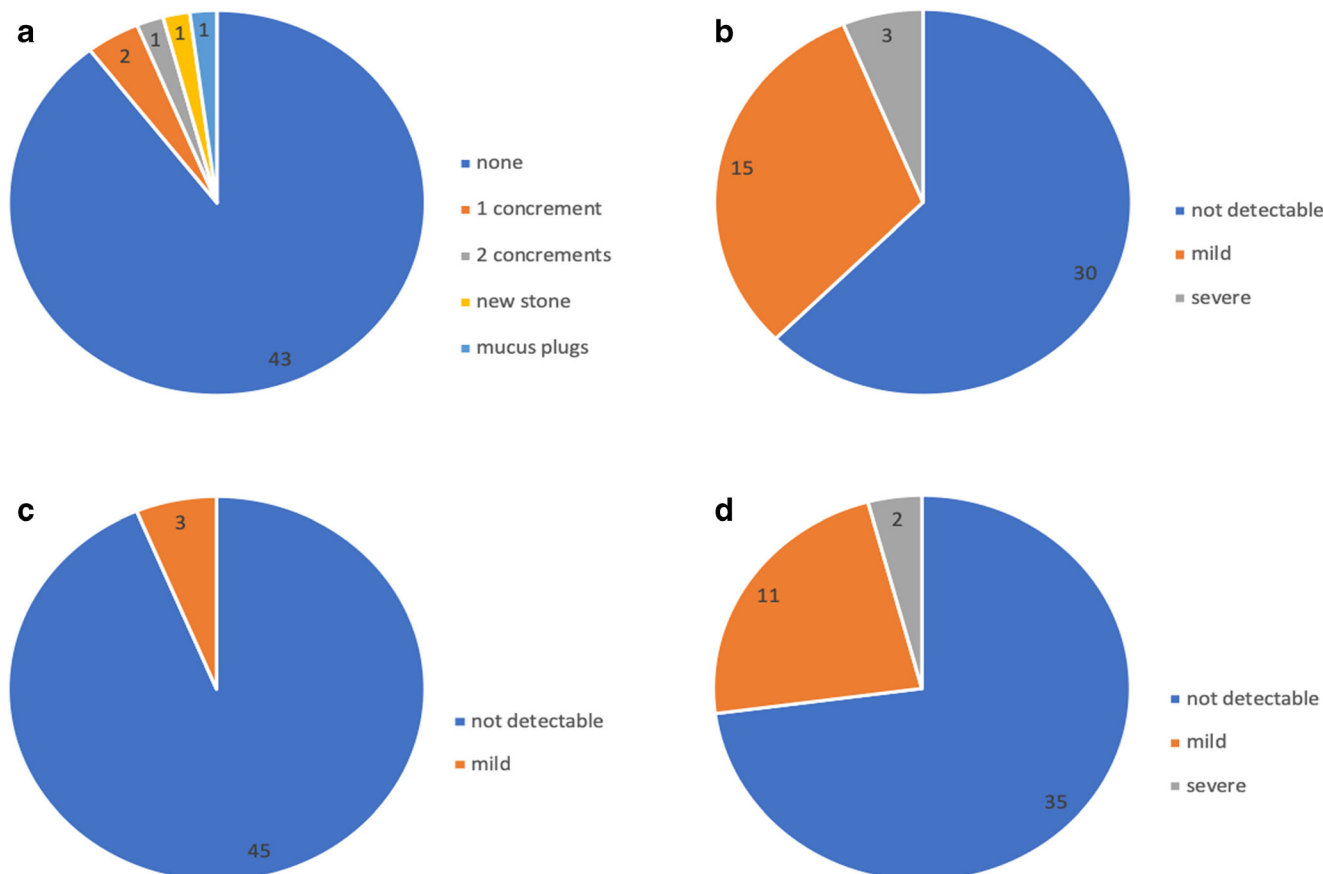 a
2
1
1
1
43
none
1 concrement
2 concrements
new stone
mucus plugs
b
3
15
30
not detectable
mild
severe
c
3
45
not detectable
mild
d
2
11
35
not detectable
mild
severe